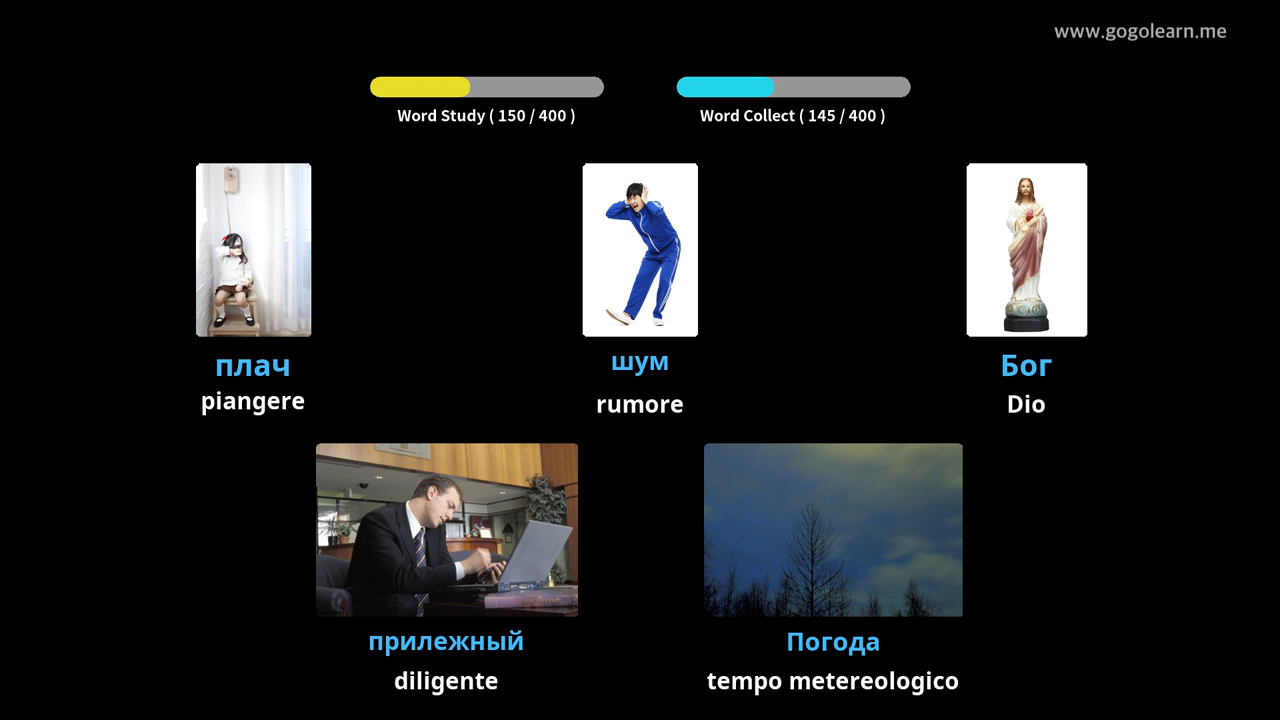 www.gogolearn.me
Word Study ( 150 / 400 )
Word Collect ( 145 / 400 )
плач
piangere
шум
rumore
Бог
Dio
прилежный
diligente
Погода
tempo metereologico